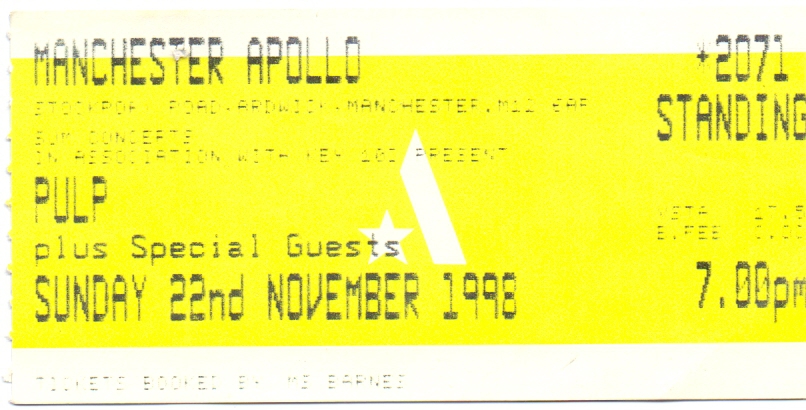 MANCHESTER APOLLO
*2071
STOCKPORT ROAD.ARDWICK.MANCHESTER.M12 6AP
STANDING
SJM CONCERTS
IN ASSOCIATION WITH KEY 103 PRESENT
PULP
plus Special Guests
SUNDAY 22nd NOVEMBER 1998
7.00pm
TICKETS BOOKED BY MS BARNES